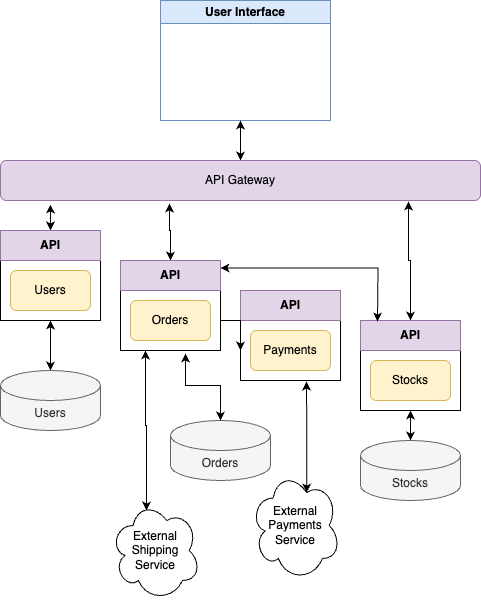 User Interface
API Gateway
API
Users
API
Orders
API
Payments
API
Stocks
Users
Orders
Stocks
External
Shipping
Service
External
Payments
Service